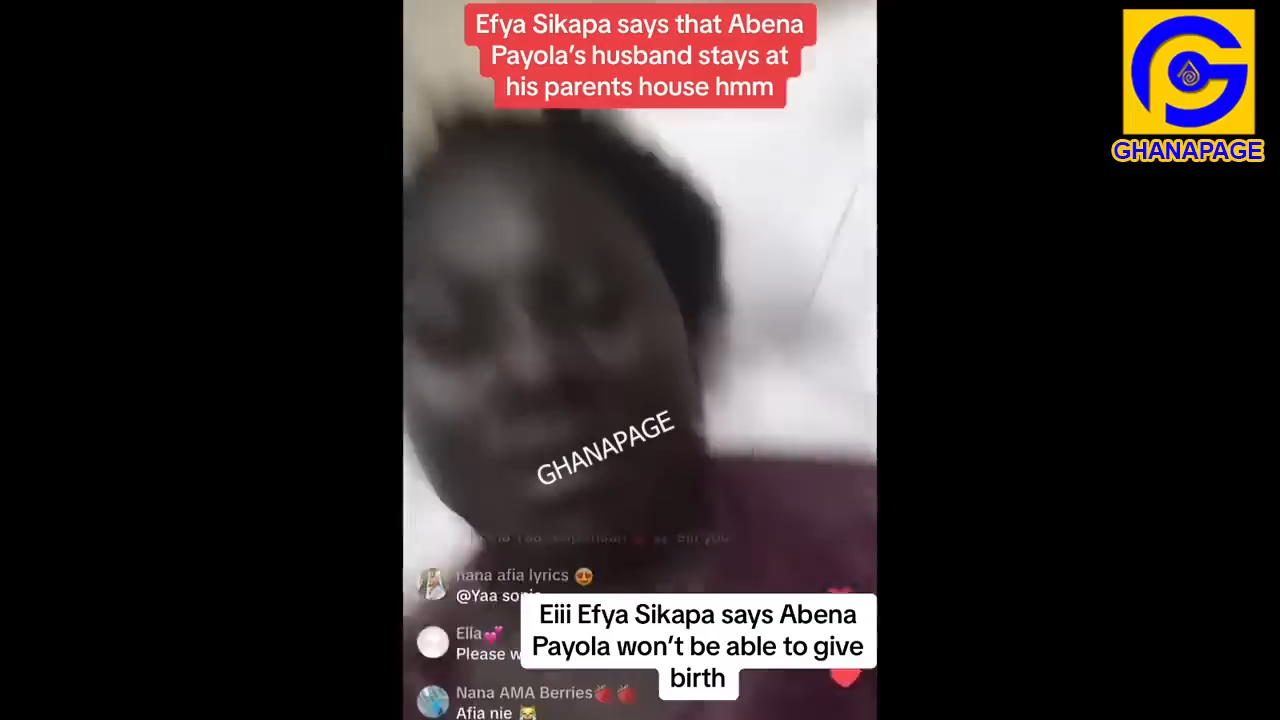 Efya Sikapa says that Abena
Payola’s husband stays at
his parents house hmm
GHANAPAGE
GHANAPAGE
nana afia lyrics 😍
@Yaa
Ella💕
Please
Eiii Efya Sikapa says Abena
Payola won’t be able to give
birth
Nana AMA Berries🍓🍓
Afia nie 😹